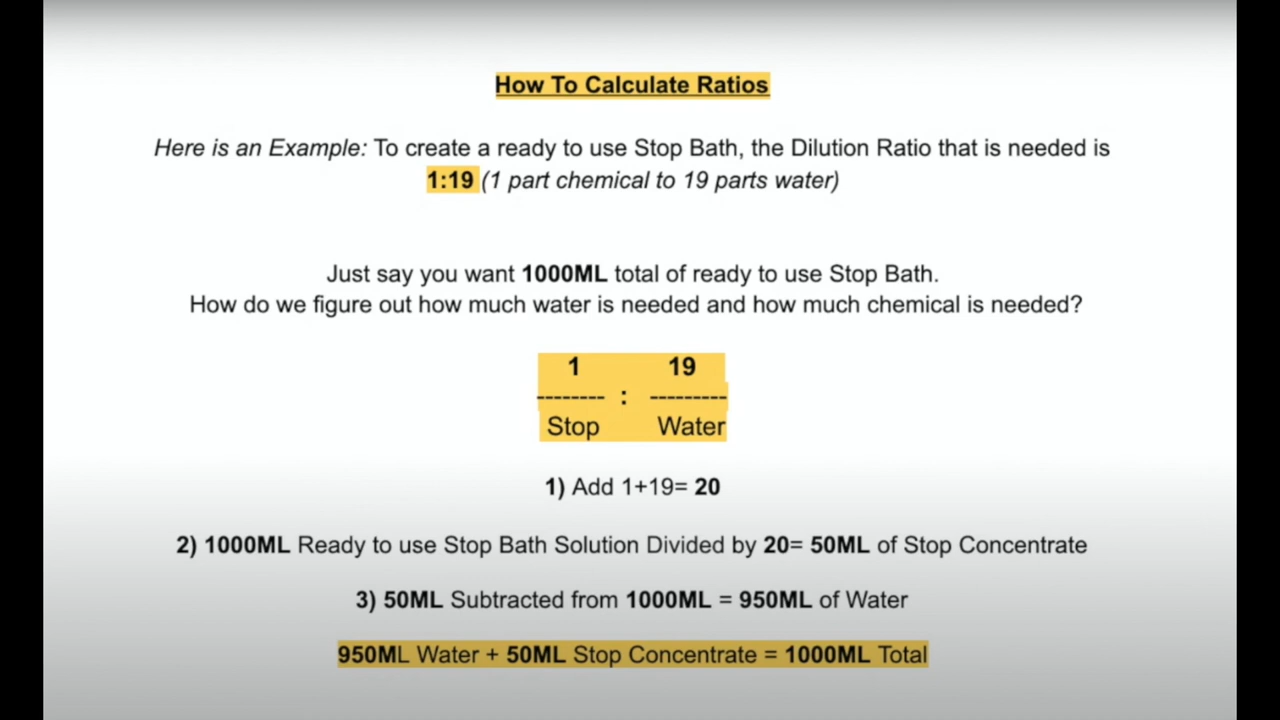 How To Calculate Ratios
Here is an Example: To create a ready to use Stop Bath, the Dilution Ratio that is needed is
1:19 (1 part chemical to 19 parts water)
Just say you want 1000ML total of ready to use Stop Bath.
How do we figure out how much water is needed and how much chemical is needed?
1 19
-------- : ---------
Stop Water
1) Add 1+19= 20
2) 1000ML Ready to use Stop Bath Solution Divided by 20= 50ML of Stop Concentrate
3) 50ML Subtracted from 1000ML = 950ML of Water
950ML Water + 50ML Stop Concentrate = 1000ML Total